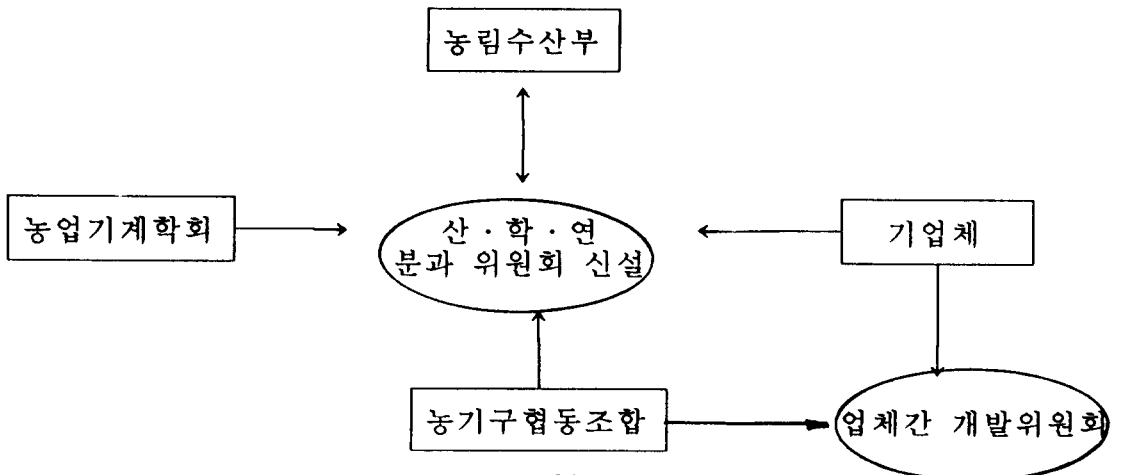 농림수산부
농업기계학회
산·학·연
분과 위원회 신설
기업체
농기구협동조합
업체간 개발위원회